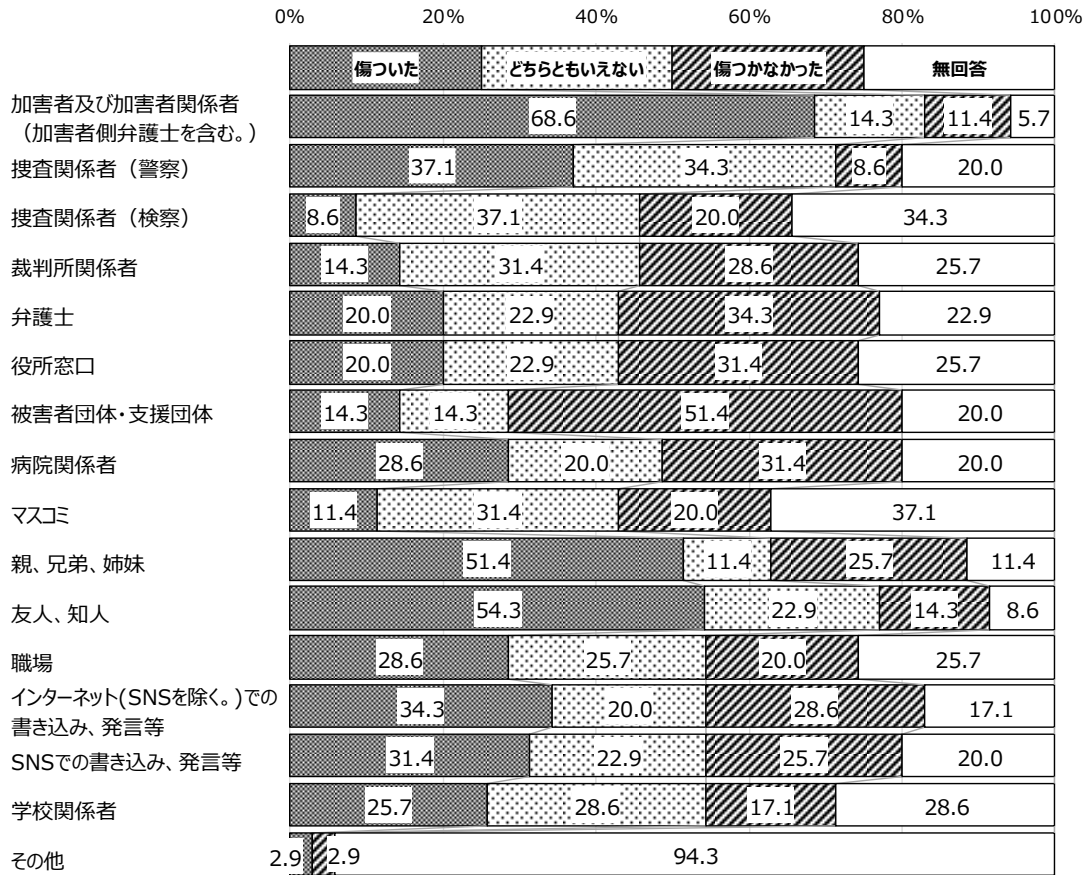 0% 20% 40% 60% 80% 100%
傷ついた どちらともいえない 傷つかなかった 無回答
加害者及び加害者関係者
（加害者側弁護士を含む。） 68.6 14.3 11.4 5.7
捜査関係者（警察） 37.1 34.3 8.6 20.0
捜査関係者（検察） 8.6 37.1 20.0 34.3
裁判所関係者 14.3 31.4 28.6 25.7
弁護士 20.0 22.9 34.3 22.9
役所窓口 20.0 22.9 31.4 25.7
被害者団体・支援団体 14.3 14.3 51.4 20.0
病院関係者 28.6 20.0 31.4 20.0
マスコミ 11.4 31.4 20.0 37.1
親、兄弟、姉妹 51.4 11.4 25.7 11.4
友人、知人 54.3 22.9 14.3 8.6
職場 28.6 25.7 20.0 25.7
インターネット(SNSを除く。)での
書き込み、発言等 34.3 20.0 28.6 17.1
SNSでの書き込み、発言等 31.4 22.9 25.7 20.0
学校関係者 25.7 28.6 17.1 28.6
その他 2.9 2.9 94.3